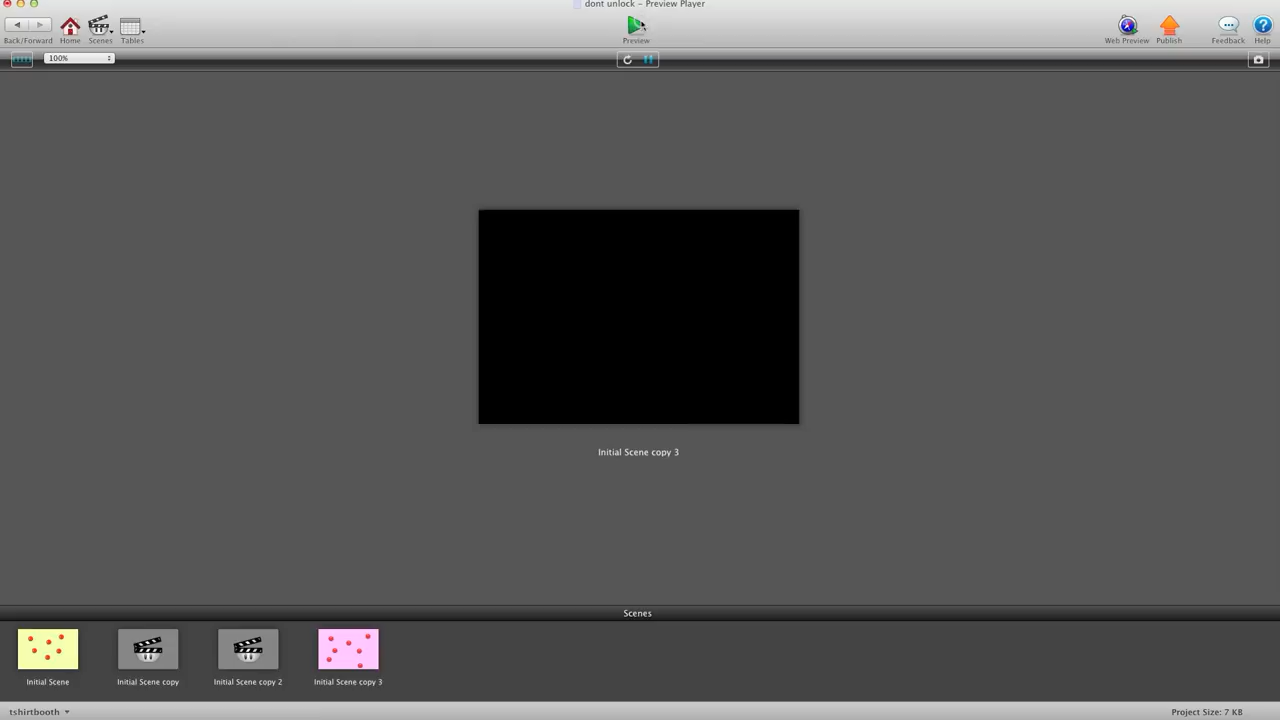 dont unlock – Preview Player
Back/Forward
Home
Scenes
Tables
Preview
Web Preview
Publish
Feedback
Help
100%
Initial Scene copy 3
Scenes
Initial Scene
Initial Scene copy
Initial Scene copy 2
Initial Scene copy 3
tshirtbooth
Project Size: 7 KB